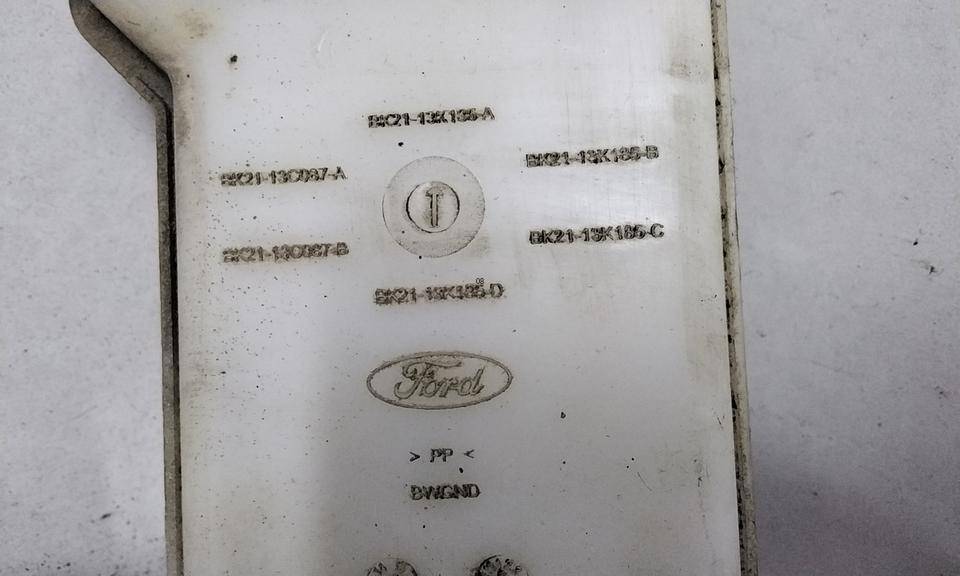 BK21-13K135-A
BK21-13K185-B
BK21-13C087-A
BK21-13K185-C
BK21-13C087-B
BK21-13K185-D
Ford
> PP <
BWGND